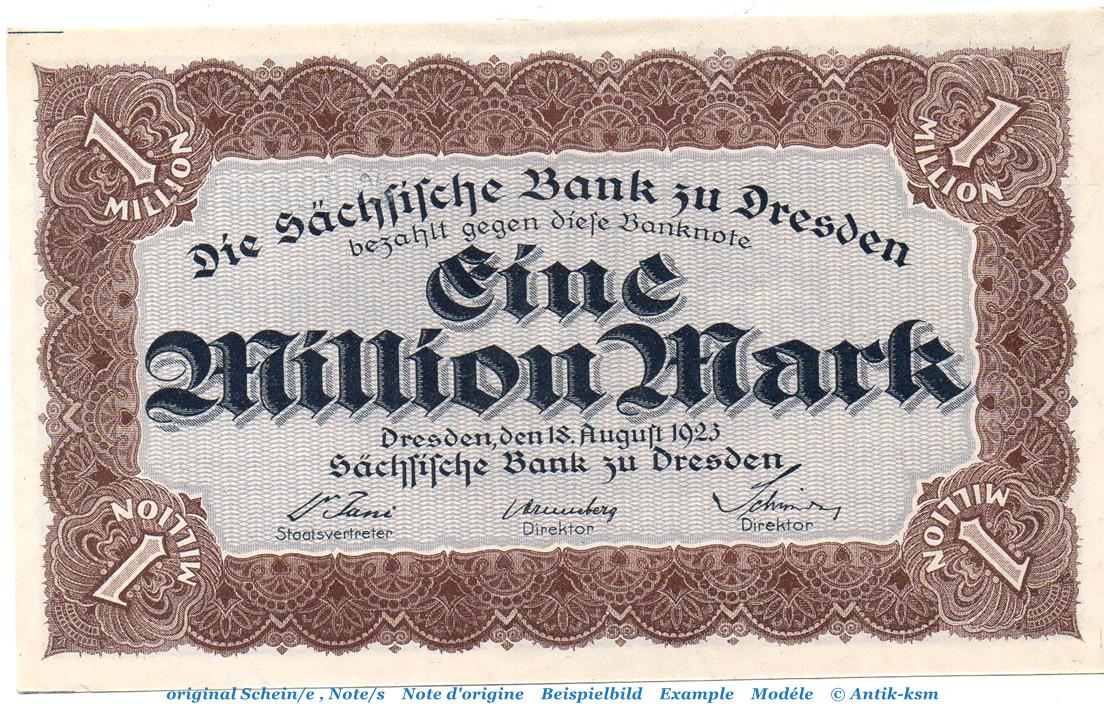 1 MILLION
1 MILLION
Die Sächsische Bank zu Dresden
bezahlt gegen diese Banknote
Eine
Million Mark
Dresden, den 18. August 1923
Sächsische Bank zu Dresden
Staatsvertreter
Direktor
Direktor
1 MILLION
1 MILLION
original Schein/e , Note/s Note d'origine Beispielbild Example Modéle © Antik-ksm